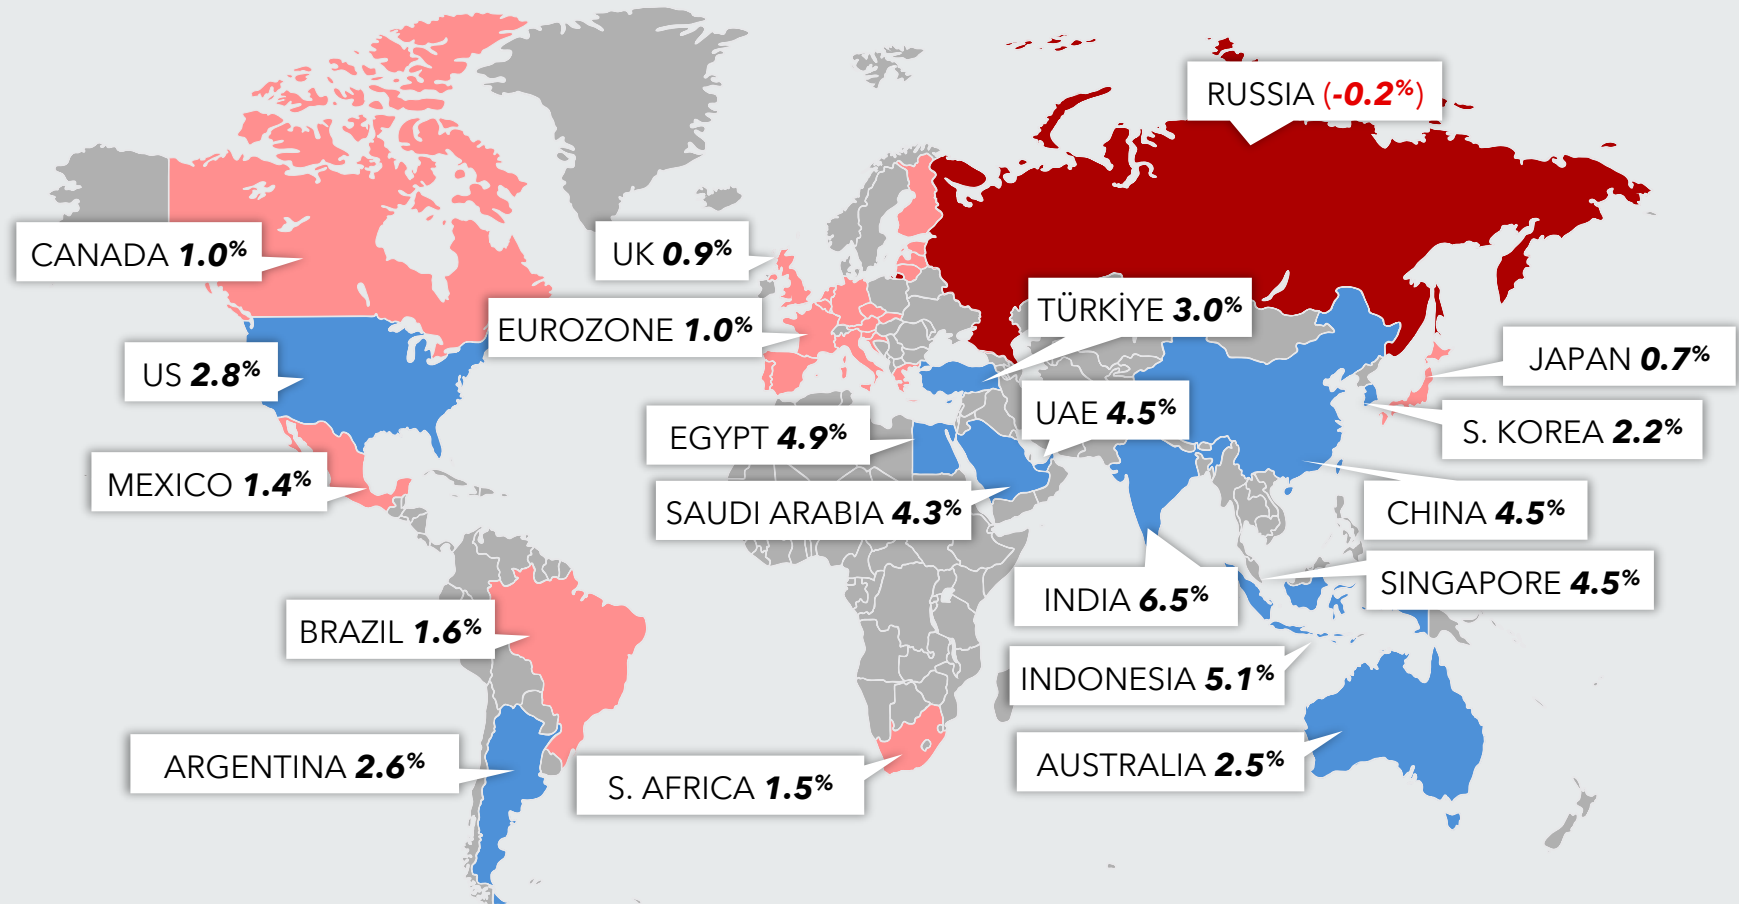 RUSSIA (-0.2%)
CANADA 1.0%
UK 0.9%
TÜRKİYE 3.0%
EUROZONE 1.0%
JAPAN 0.7%
US 2.8%
UAE 4.5%
EGYPT 4.9%
S. KOREA 2.2%
MEXICO 1.4%
SAUDI ARABIA 4.3%
CHINA 4.5%
SINGAPORE 4.5%
INDIA 6.5%
BRAZIL 1.6%
INDONESIA 5.1%
ARGENTINA 2.6%
AUSTRALIA 2.5%
S. AFRICA 1.5%